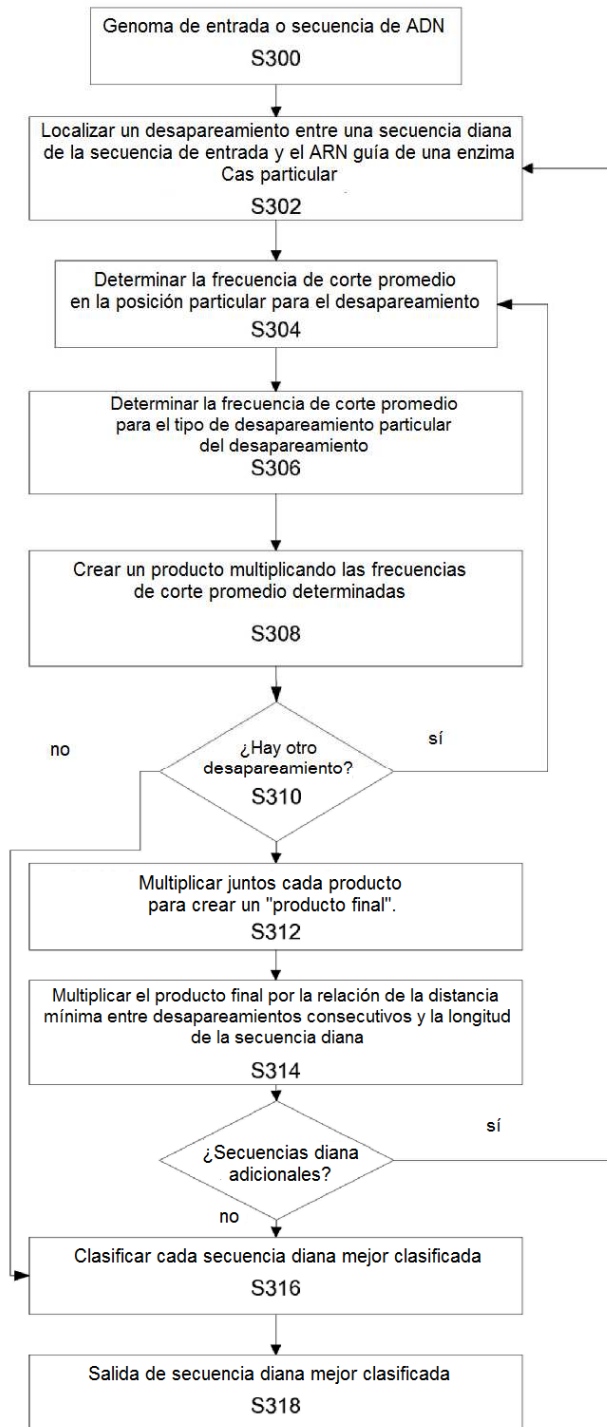 Genoma de entrada o secuencia de ADN
S300
Localizar un desapareamiento entre una secuencia diana
de la secuencia de entrada y el ARN guía de una enzima
Cas particular
S302
Determinar la frecuencia de corte promedio
en la posición particular para el desapareamiento
S304
Determinar la frecuencia de corte promedio
para el tipo de desapareamiento particular
del desapareamiento
S306
Crear un producto multiplicando las frecuencias
de corte promedio determinadas
S308
no
¿Hay otro
desapareamiento?
sí
S310
Multiplicar juntos cada producto
para crear un "producto final".
S312
Multiplicar el producto final por la relación de la distancia
mínima entre desapareamientos consecutivos y la longitud
de la secuencia diana
S314
¿Secuencias diana
adicionales?
sí
no
Clasificar cada secuencia diana mejor clasificada
S316
Salida de secuencia diana mejor clasificada
S318